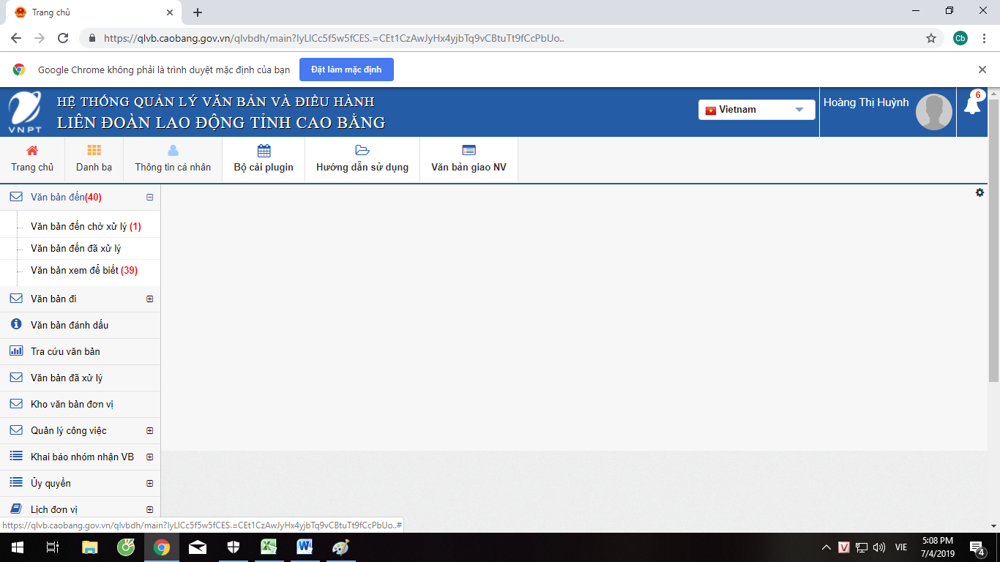 Trang chủ
https://qlvb.caobang.gov.vn/qlvbdh/main?lyLlCc5f5w5fCES.=CEt1CzAwJyHx4yjbTq9vCBtuTt9fCcPbUo..
Cb
Google Chrome không phải là trình duyệt mặc định của bạn
Đặt làm mặc định
VNPT
HỆ THỐNG QUẢN LÝ VĂN BẢN VÀ ĐIỀU HÀNH
LIÊN ĐOÀN LAO ĐỘNG TỈNH CAO BẰNG
Vietnam
Hoàng Thị Huỳnh
6
Trang chủ
Danh bạ
Thông tin cá nhân
Bộ cài plugin
Hướng dẫn sử dụng
Văn bản giao NV
Văn bản đến(40)
Văn bản đến chờ xử lý (1)
Văn bản đến đã xử lý
Văn bản xem để biết (39)
Văn bản đi
Văn bản đánh dấu
Tra cứu văn bản
Văn bản đã xử lý
Kho văn bản đơn vị
Quản lý công việc
Khai báo nhóm nhận VB
Ủy quyền
Lịch đơn vị
https://qlvb.caobang.gov.vn/qlvbdh/main?lyLlCc5f5w5fCES.=CEt1CzAwJyHx4yjbTq9vCBtuTt9fCcPbUo..#
VIE
5:08 PM
7/4/2019
4